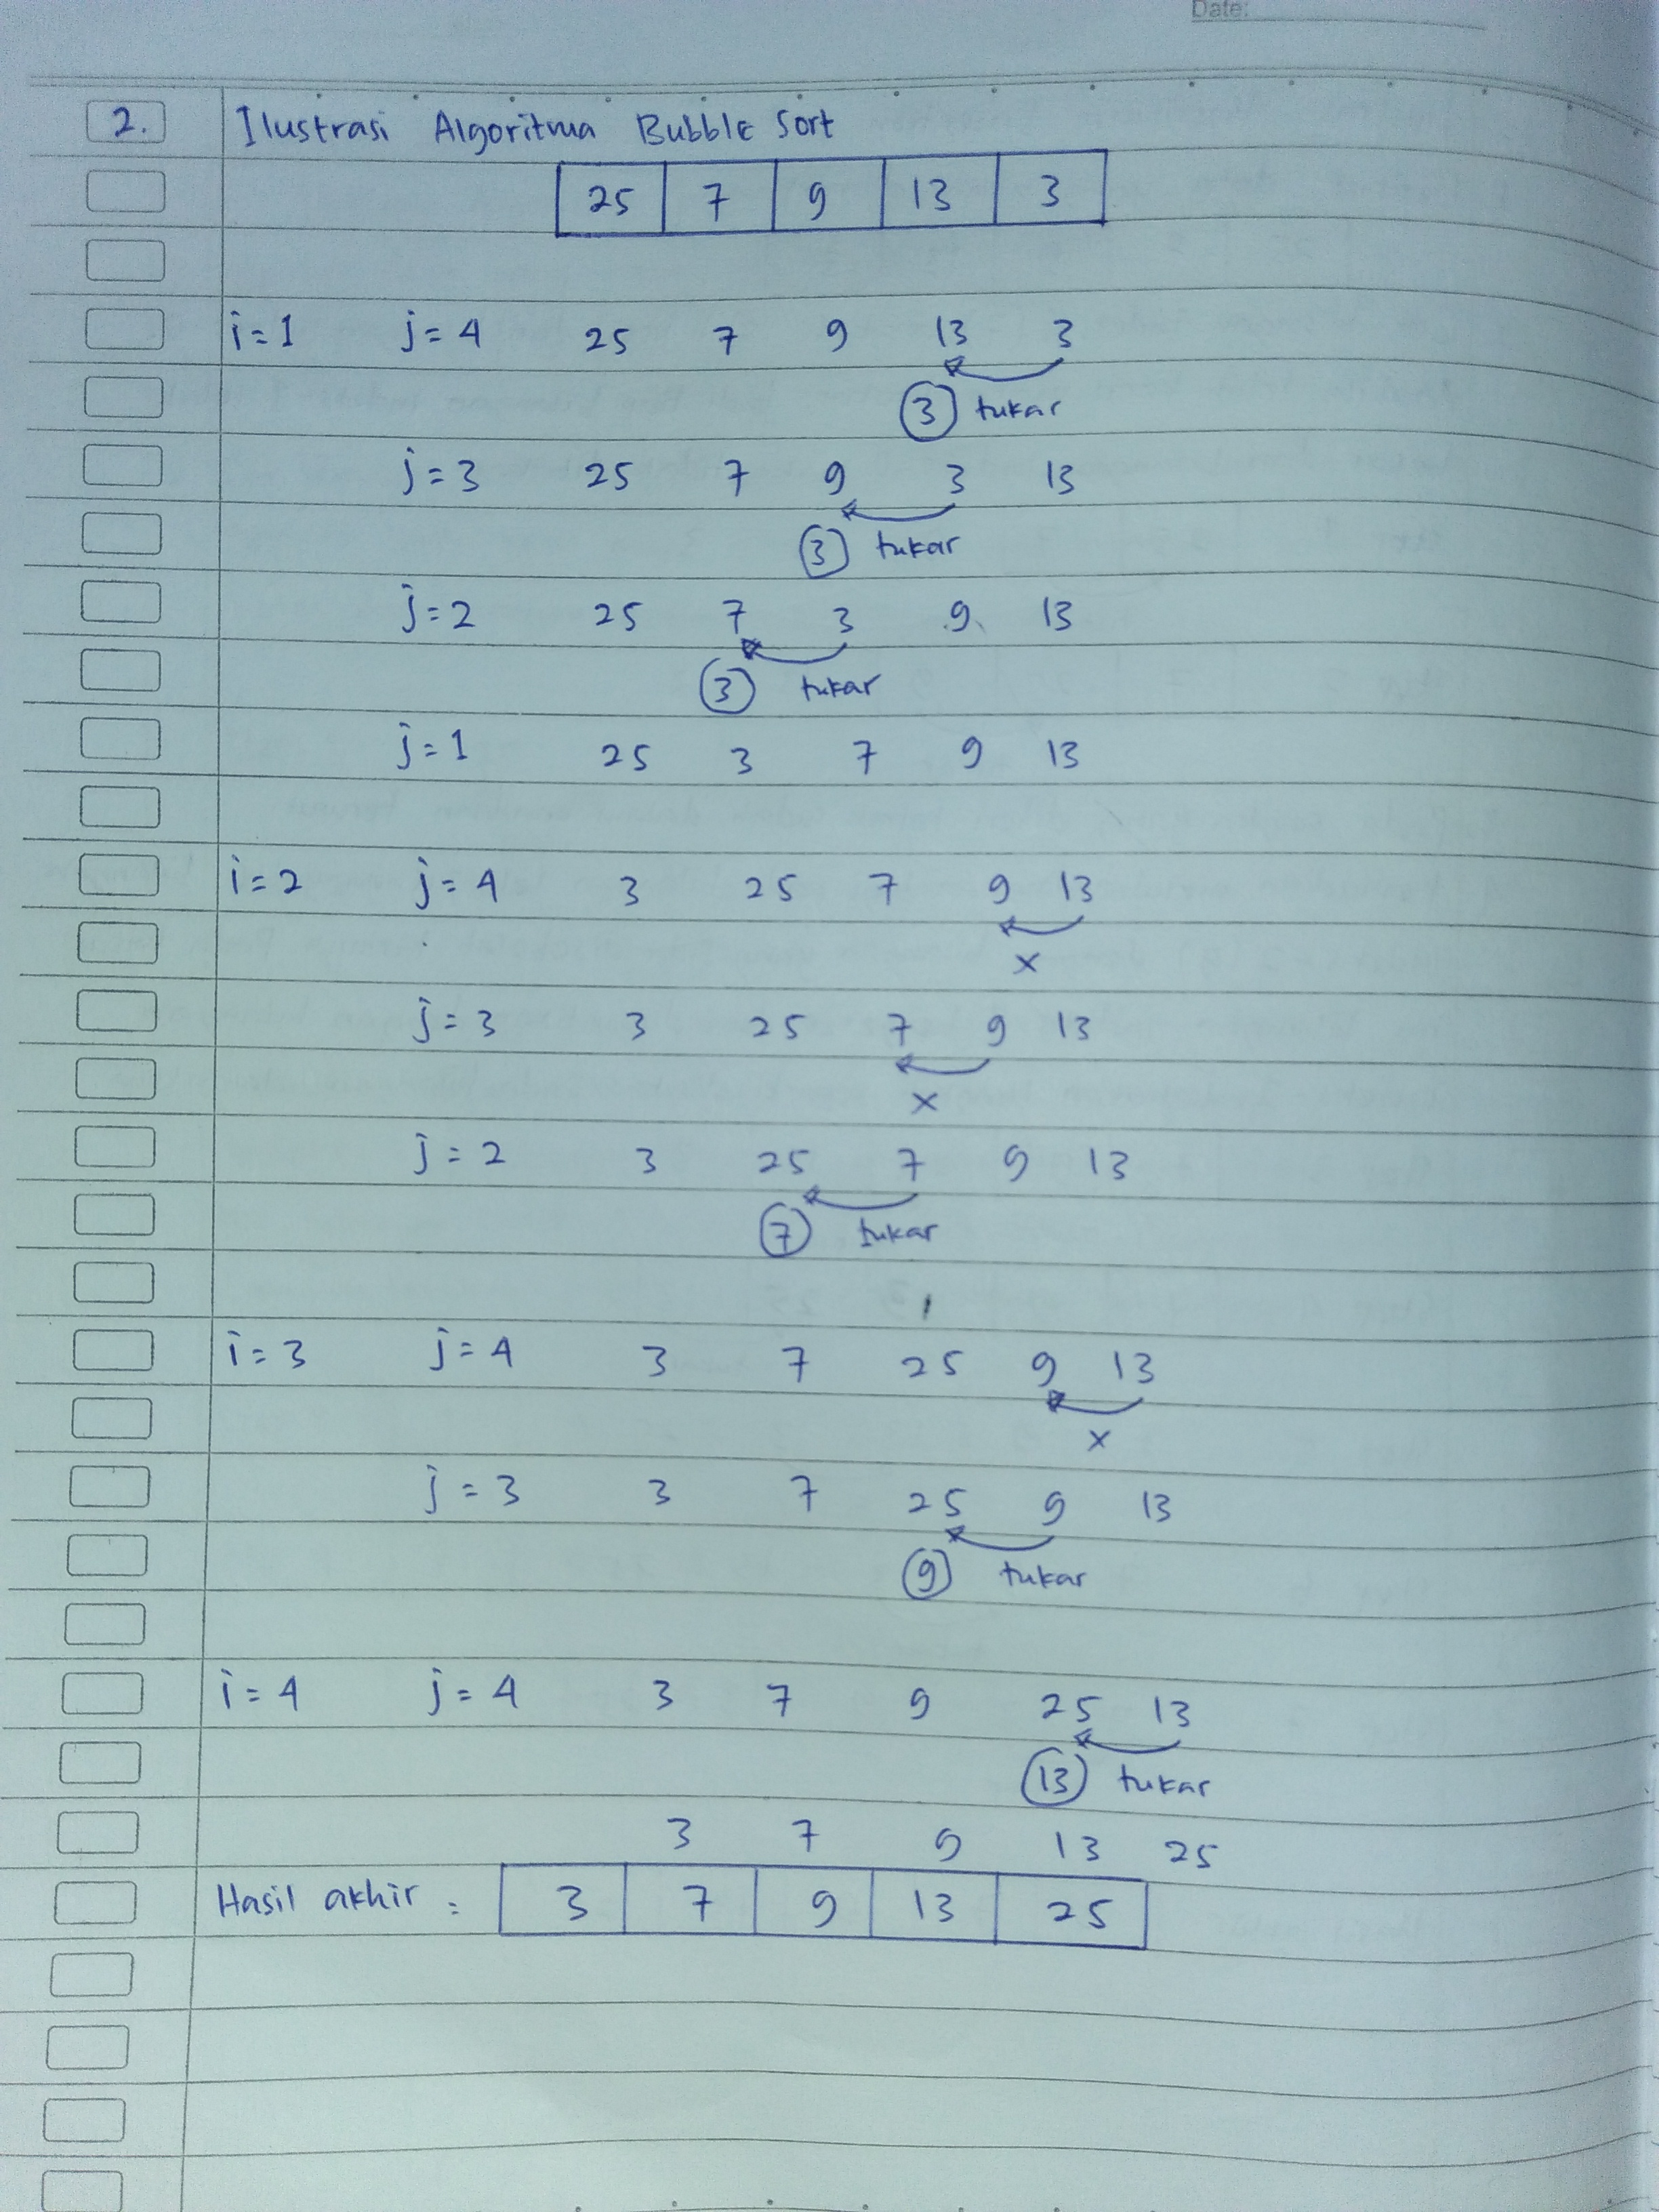 Date:
2. Ilustrasi Algoritma Bubble Sort
25 7 9 13 3
i = 1 j = 4 25 7 9 13 3
3 tukar
j = 3 25 7 9 3 13
3 tukar
j = 2 25 7 3 9 13
3 tukar
j = 1 25 3 7 9 13
i = 2 j = 4 3 25 7 9 13
x
j = 3 3 25 7 9 13
x
j = 2 3 25 7 9 13
7 tukar
i = 3 j = 4 3 7 25 9 13
x
j = 3 3 7 25 9 13
9 tukar
i = 4 j = 4 3 7 9 25 13
13 tukar
3 7 9 13 25
Hasil akhir : 3 7 9 13 25